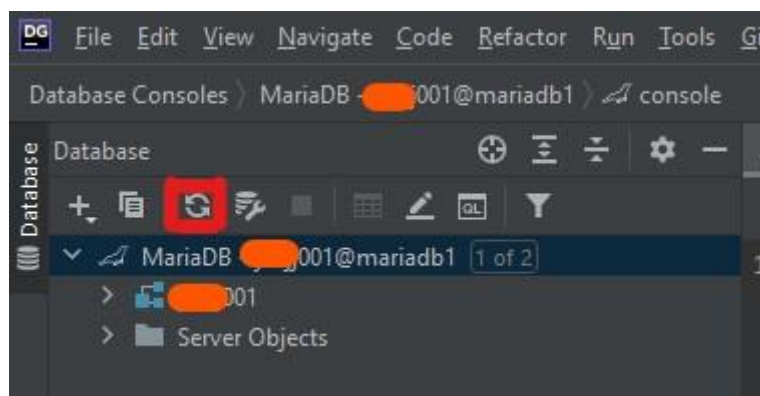 DG File Edit View Navigate Code Refactor Run Tools
Database Consoles MariaDB - 001@mariadb1 console
Database
Database
QL
MariaDB 001@mariadb1 1 of 2
001
Server Objects